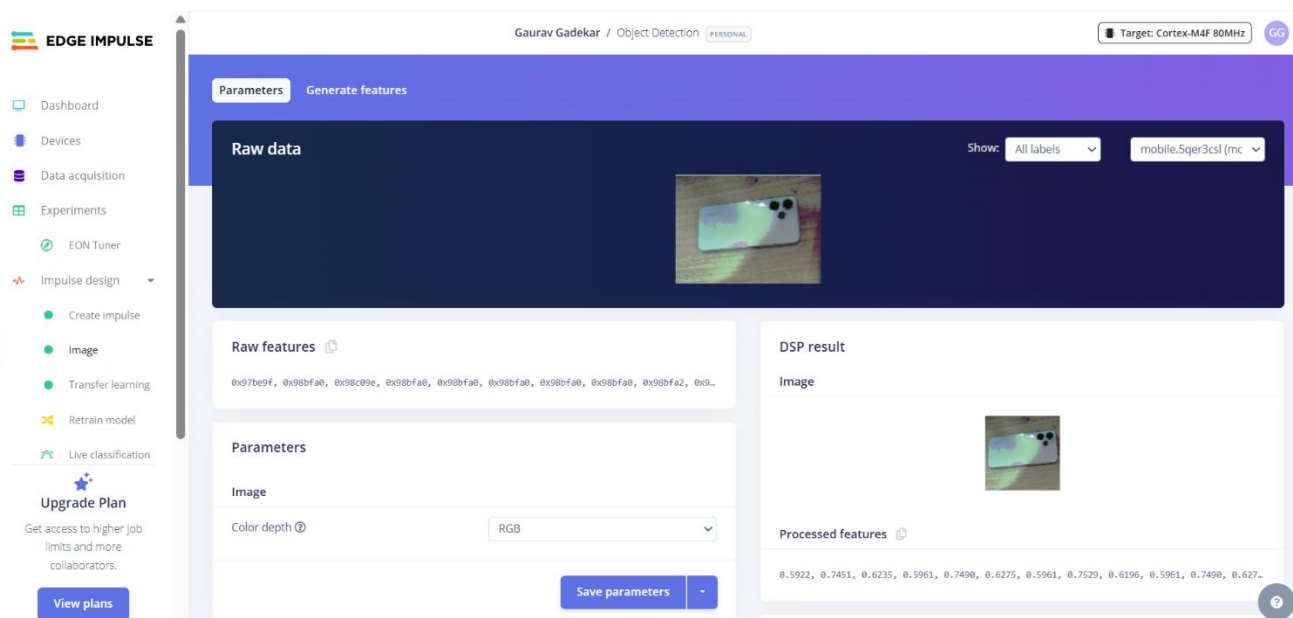 EDGE IMPULSE
Gaurav Gadekar / Object Detection PERSONAL
Target: Cortex-M4F 80MHz
GG
Dashboard
Devices
Data acquisition
Experiments
EON Tuner
Impulse design
Create impulse
Image
Transfer learning
Retrain model
Live classification
Upgrade Plan
Get access to higher job
limits and more
collaborators.
View plans
Parameters Generate features
Raw data
Show: All labels mobile.5qer3csl (mc
Raw features
0x97be9f, 0x98bfa0, 0x98c09e, 0x98bfa0, 0x98bfa0, 0x98bfa0, 0x98bfa0, 0x98bfa0, 0x98bfa2, 0x9…
Parameters
Image
Color depth RGB
Save parameters
DSP result
Image
Processed features
0.5922, 0.7451, 0.6235, 0.5961, 0.7490, 0.6275, 0.5961, 0.7529, 0.6196, 0.5961, 0.7490, 0.627…